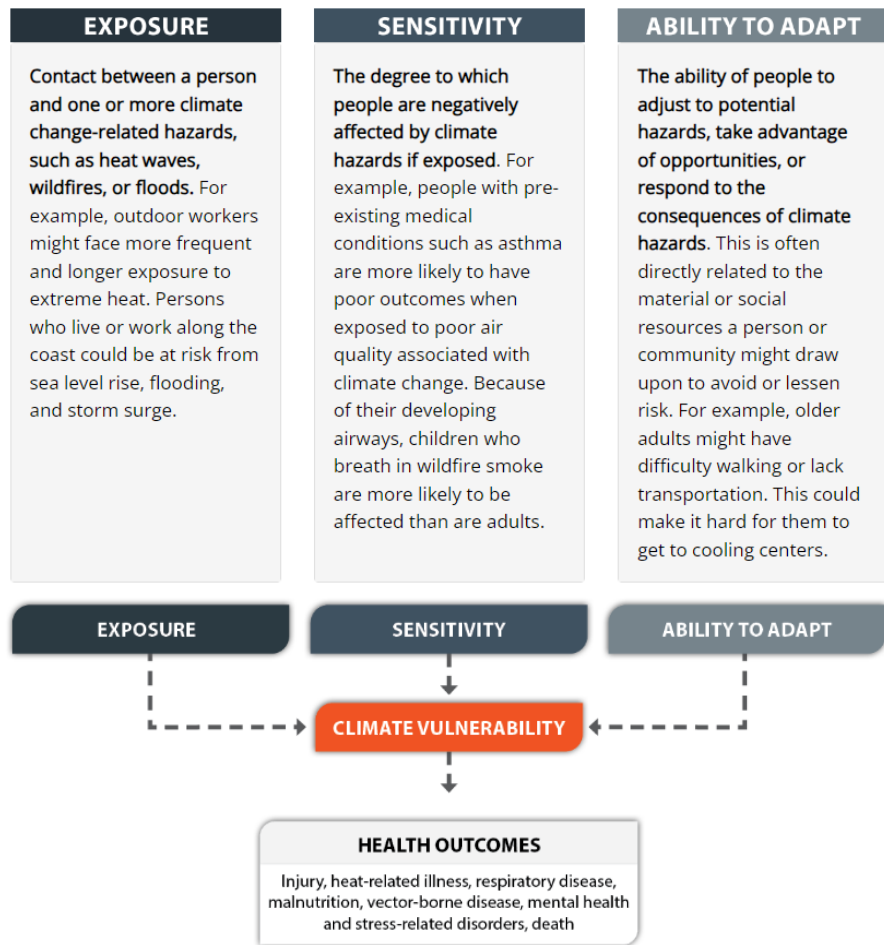 EXPOSURE
Contact between a person
and one or more climate
change-related hazards,
such as heat waves,
wildfires, or floods. For
example, outdoor workers
might face more frequent
and longer exposure to
extreme heat. Persons
who live or work along the
coast could be at risk from
sea level rise, flooding,
and storm surge.
SENSITIVITY
The degree to which
people are negatively
affected by climate
hazards if exposed. For
example, people with pre-
existing medical
conditions such as asthma
are more likely to have
poor outcomes when
exposed to poor air
quality associated with
climate change. Because
of their developing
airways, children who
breath in wildfire smoke
are more likely to be
affected than are adults.
ABILITY TO ADAPT
The ability of people to
adjust to potential
hazards, take advantage
of opportunities, or
respond to the
consequences of climate
hazards. This is often
directly related to the
material or social
resources a person or
community might draw
upon to avoid or lessen
risk. For example, older
adults might have
difficulty walking or lack
transportation. This could
make it hard for them to
get to cooling centers.
EXPOSURE
SENSITIVITY
ABILITY TO ADAPT
CLIMATE VULNERABILITY
HEALTH OUTCOMES
Injury, heat-related illness, respiratory disease,
malnutrition, vector-borne disease, mental health
and stress-related disorders, death